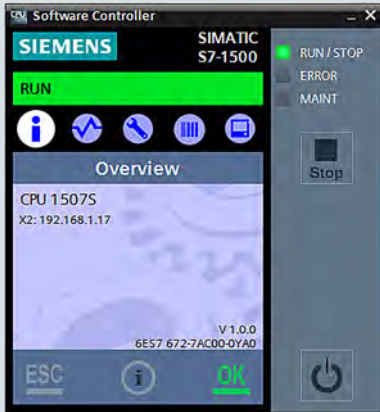 Software Controller
SIEMENS
SIMATIC
S7-1500
RUN / STOP
ERROR
MAINT
RUN
Overview
Stop
CPU 1507S
X2: 192.168.1.17
V 1.0.0
6ES7 672-7AC00-0YA0
ESC
i
OK